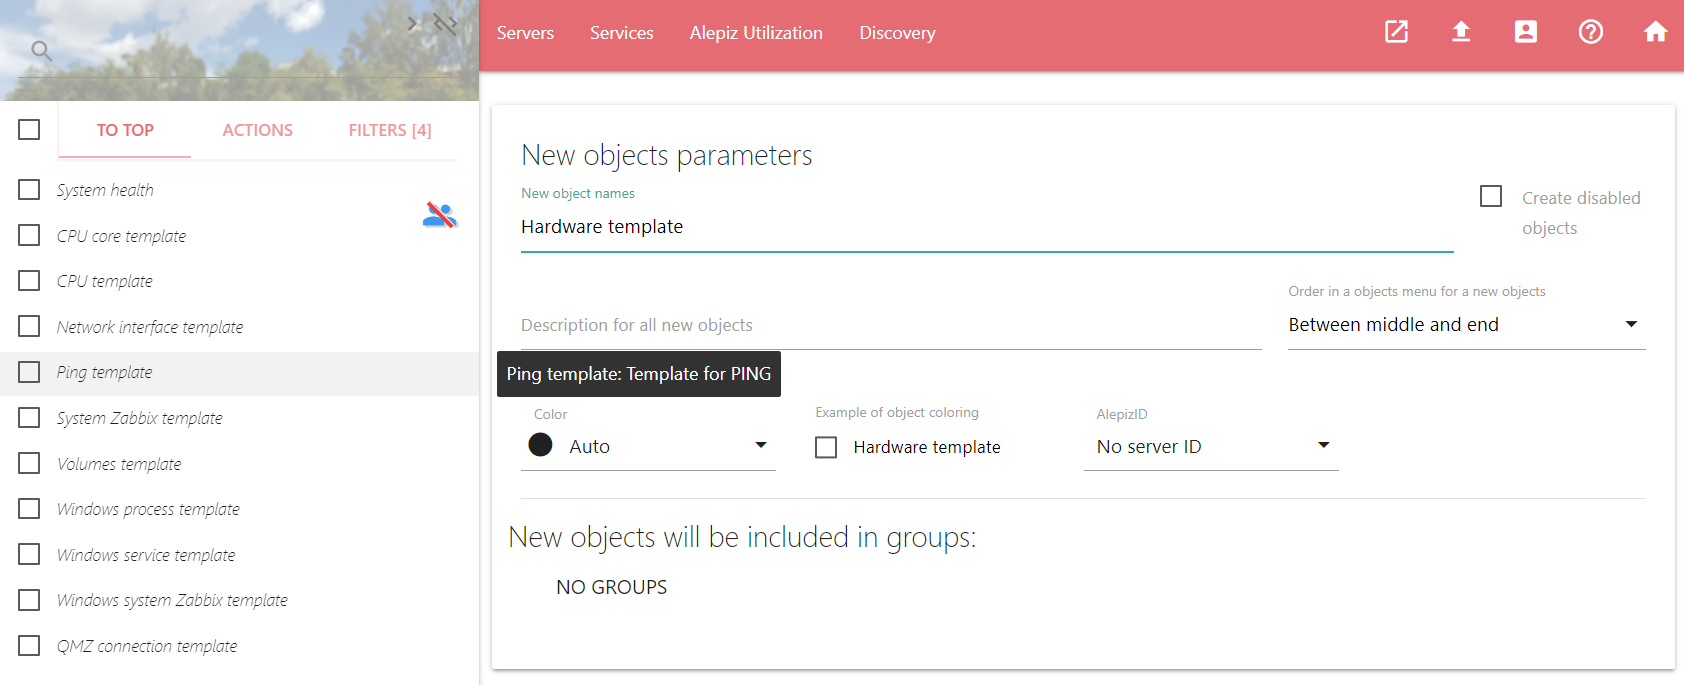 Servers
Services
Alepiz Utilization
Discovery
TO TOP
ACTIONS
FILTERS [4]
System health
CPU core template
CPU template
Network interface template
Ping template
System Zabbix template
Volumes template
Windows process template
Windows service template
Windows system Zabbix template
QMZ connection template
New objects parameters
New object names
Hardware template
Create disabled
objects
Description for all new objects
Order in a objects menu for a new objects
Between middle and end
Ping template: Template for PING
Color
Auto
Example of object coloring
Hardware template
AlepizID
No server ID
New objects will be included in groups:
NO GROUPS